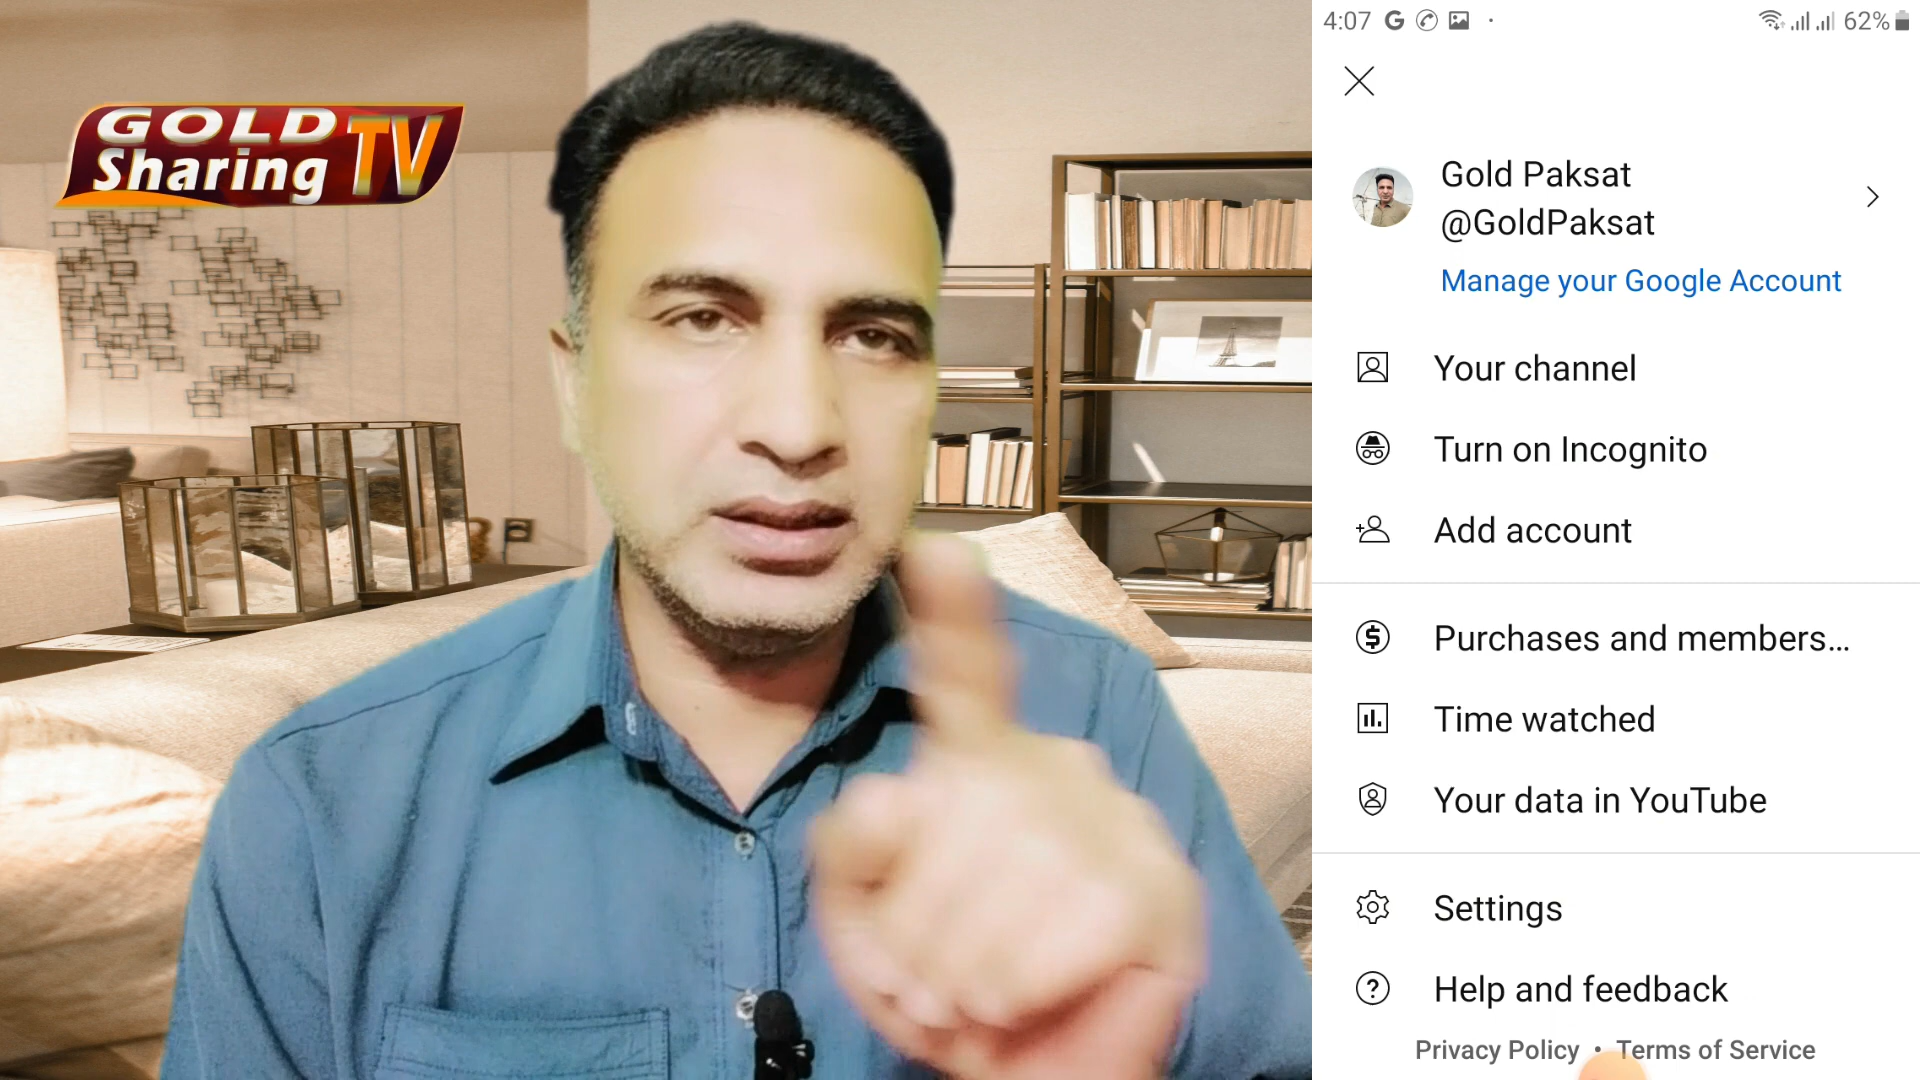 GOLD
Sharing
TV
4:07
62%
Gold Paksat
@GoldPaksat
Manage your Google Account
Your channel
Turn on Incognito
Add account
Purchases and members...
Time watched
Your data in YouTube
Settings
Help and feedback
Privacy Policy • Terms of Service